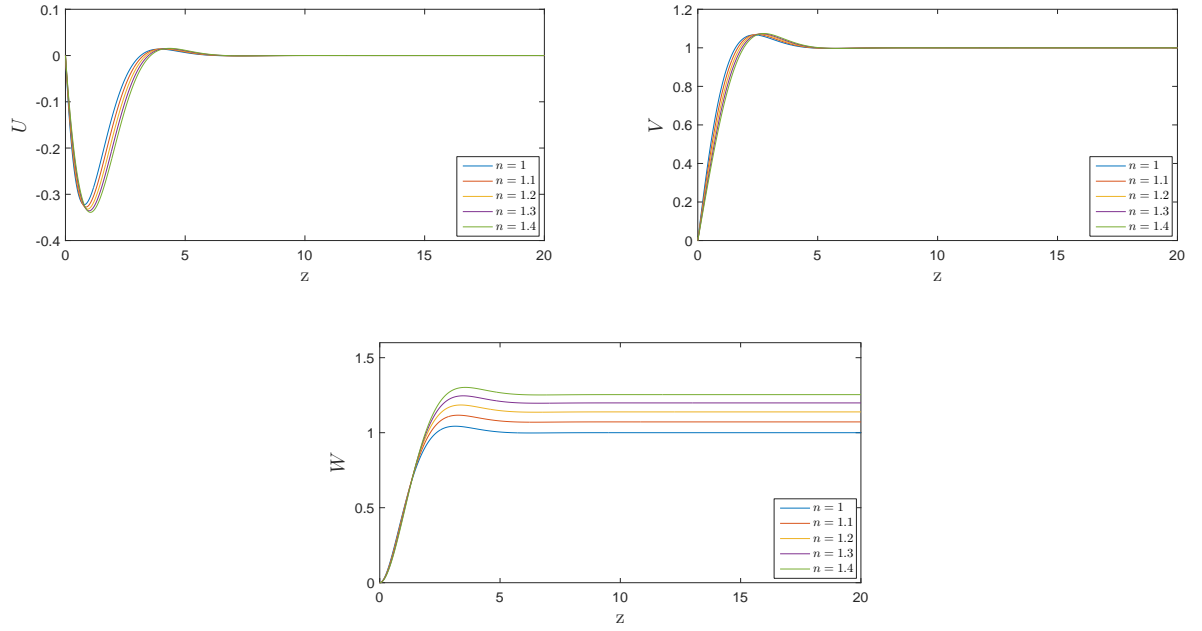 0.1
0
-0.1
-0.2
-0.3
-0.4
U
0
5
10
15
20
z
n = 1
n = 1.1
n = 1.2
n = 1.3
n = 1.4
1.2
1
0.8
0.6
0.4
0.2
0
V
0
5
10
15
20
z
n = 1
n = 1.1
n = 1.2
n = 1.3
n = 1.4
1.5
1
0.5
0
W
0
5
10
15
20
z
n = 1
n = 1.1
n = 1.2
n = 1.3
n = 1.4